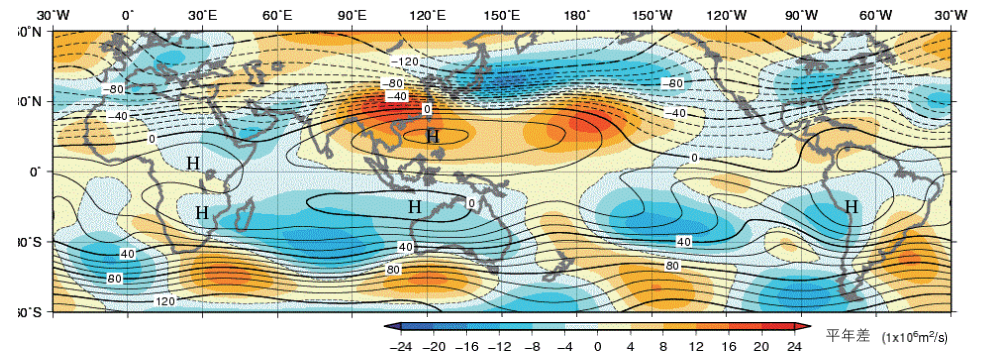 30°W 0° 30°E 60°E 90°E 120°E 150°E 180° 150°W 120°W 90°W 60°W 30°W
−120
−80 −80 −80
−40 −40 −40
0 0 H
H 0
0°
H H 0 H
40 40 40
80 80 80
120
−24 −20 −16 −12 −8 −4 0 4 8 12 16 20 24 平年差 (1x10⁶m²/s)